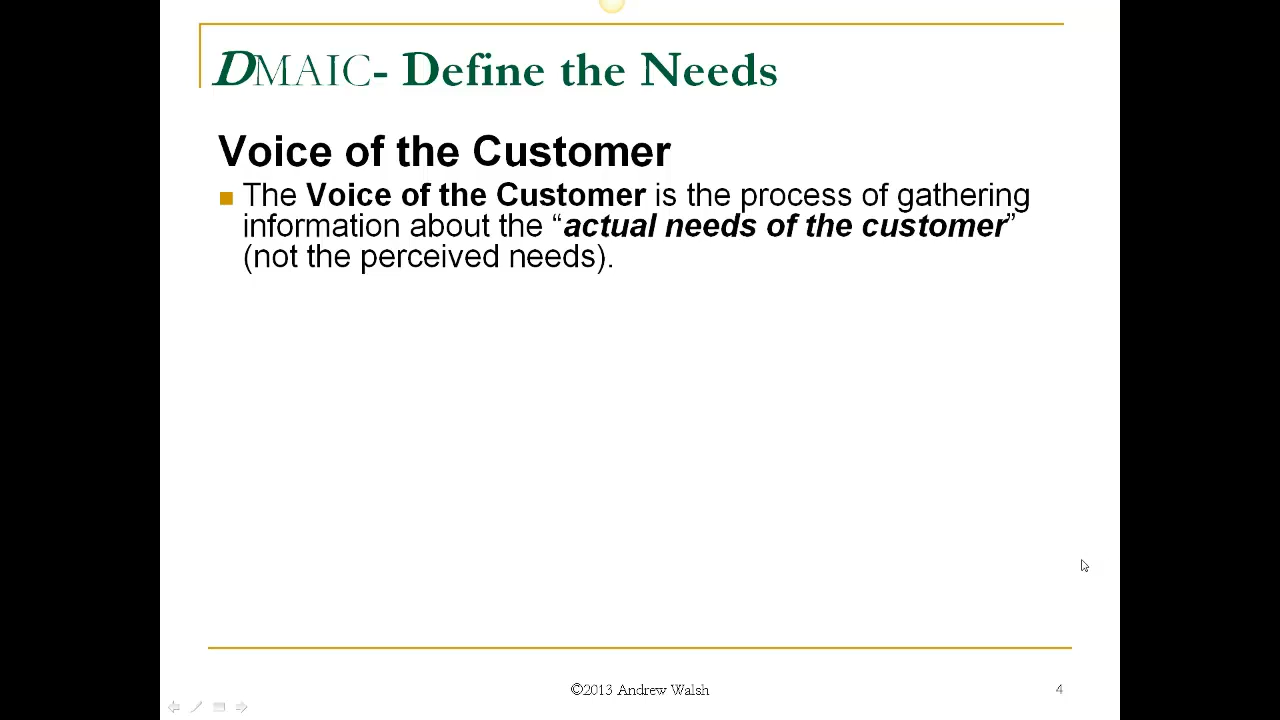 DMAIC- Define the Needs
Voice of the Customer
The Voice of the Customer is the process of gathering
information about the “actual needs of the customer”
(not the perceived needs).
©2013 Andrew Walsh
4